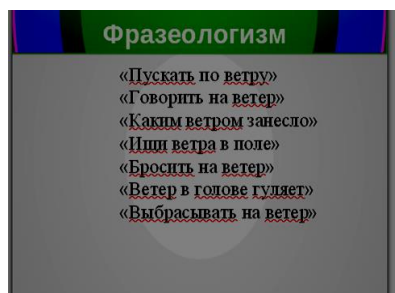 Фразеологизм
«Пускать по ветру»
«Говорить на ветер»
«Каким ветром занесло»
«Ищи ветра в поле»
«Бросить на ветер»
«Ветер в голове гуляет»
«Выбрасывать на ветер»